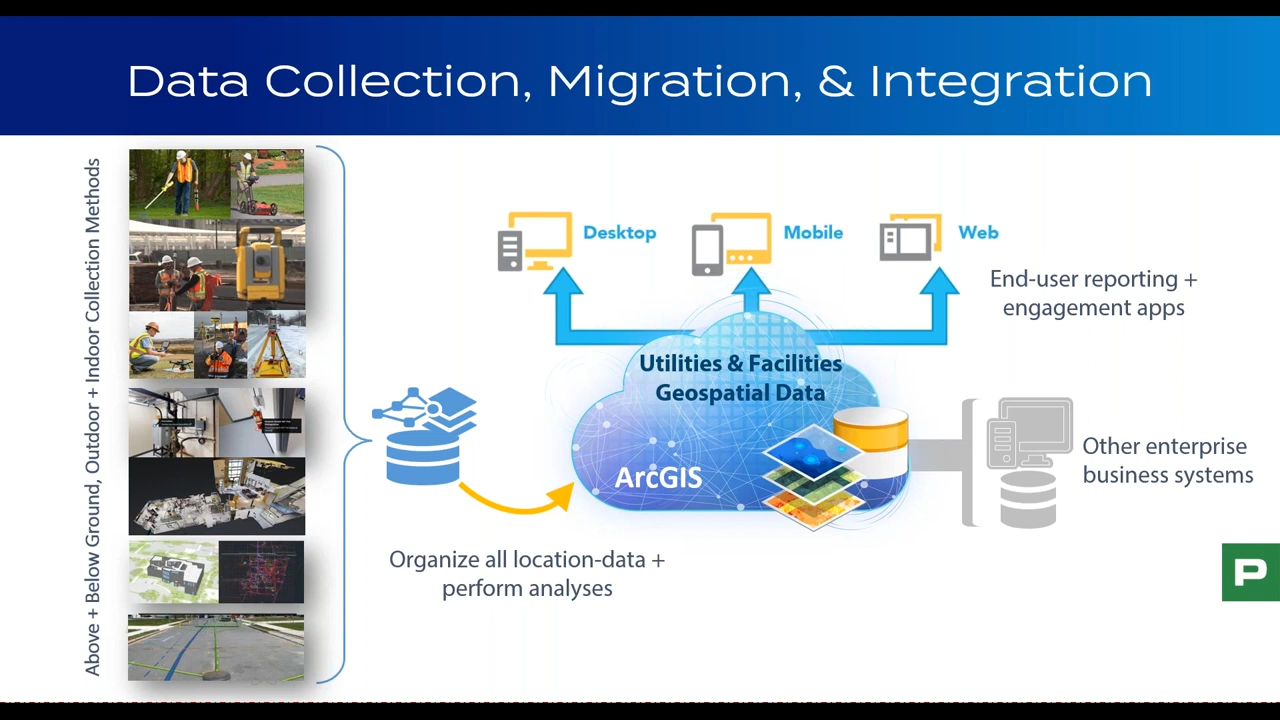 Data Collection, Migration, & Integration
Above + Below Ground, Outdoor + Indoor Collection Methods
Desktop
Mobile
Web
End-user reporting +
engagement apps
Utilities & Facilities
Geospatial Data
ArcGIS
Other enterprise
business systems
Organize all location-data +
perform analyses
P